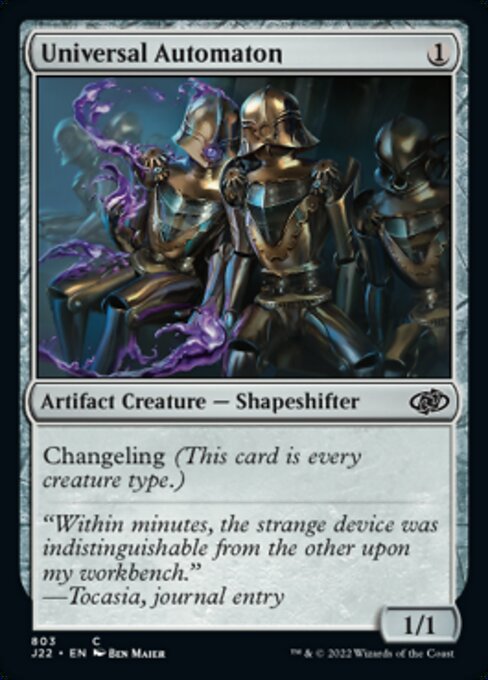 Universal Automaton 1
Artifact Creature — Shapeshifter
Changeling (This card is every
creature type.)
“Within minutes, the strange device was
indistinguishable from the other upon
my workbench.”
—Tocasia, journal entry
1/1
803 C
J22 • EN Ben Maier
™ & © 2022 Wizards of the Coast